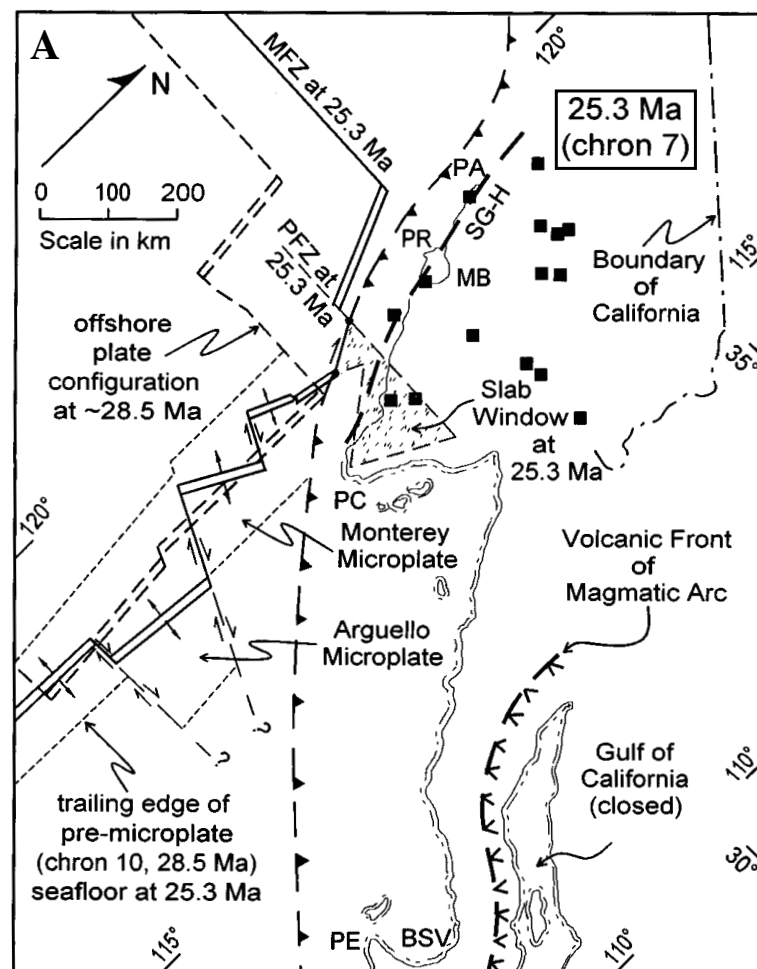 A
N
0 100 200
Scale in km
MFZ at 25.3 Ma
120°
25.3 Ma
(chron 7)
PA
SG-H
PR
MB
PFZ at
25.3 Ma
Boundary
of
California
115°
35°
offshore
plate
configuration
at ~28.5 Ma
Slab
Window
at
25.3 Ma
120°
PC
Monterey
Microplate
Volcanic Front
of
Magmatic Arc
Arguello
Microplate
?
?
Gulf of
California
(closed)
110°
30°
trailing edge of
pre-microplate
(chron 10, 28.5 Ma)
seafloor at 25.3 Ma
PE
BSV
115°
110°